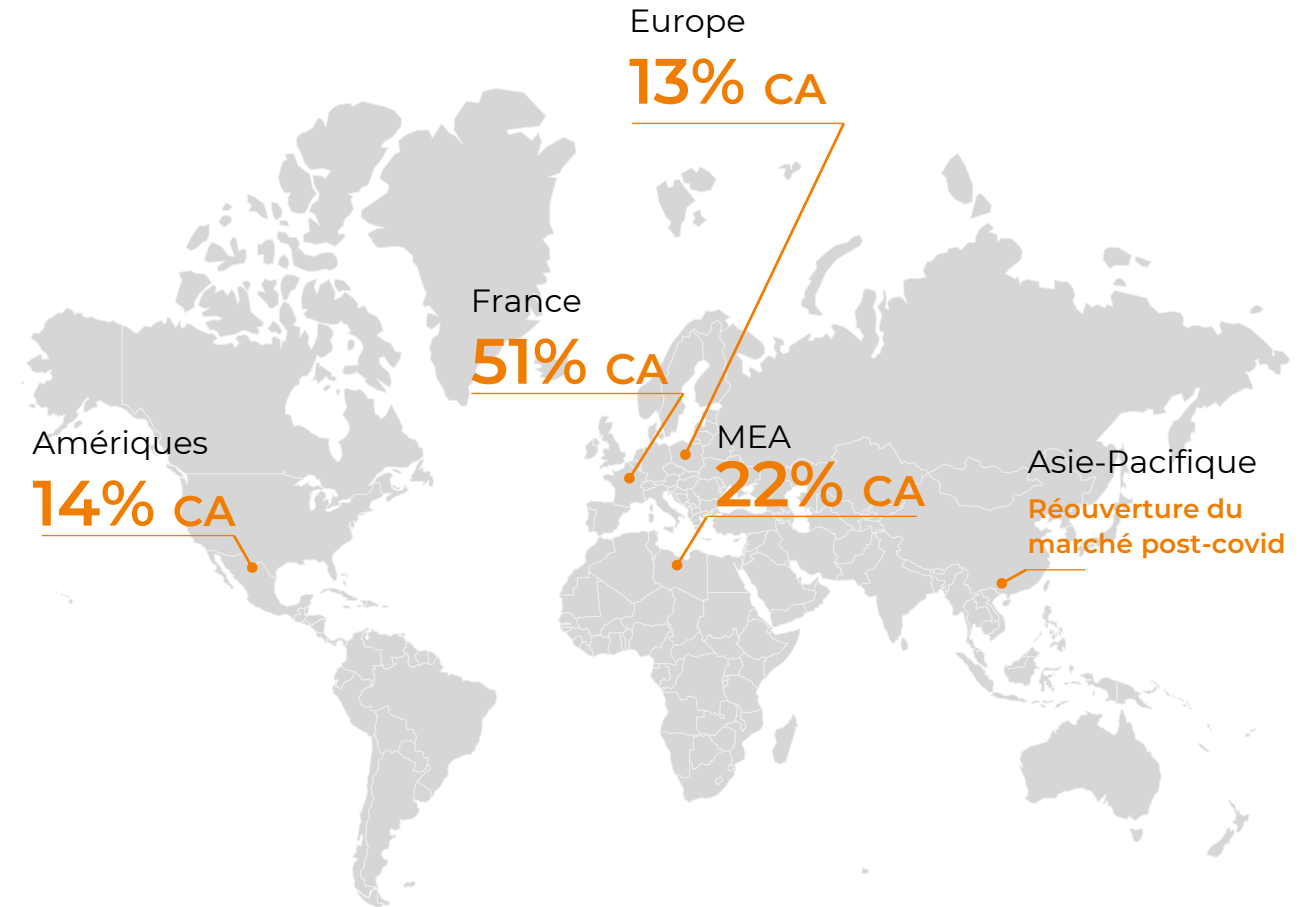 Europe
13% CA
France
51% CA
Amériques
14% CA
MEA
22% CA
Asie-Pacifique
Réouverture du
marché post-covid